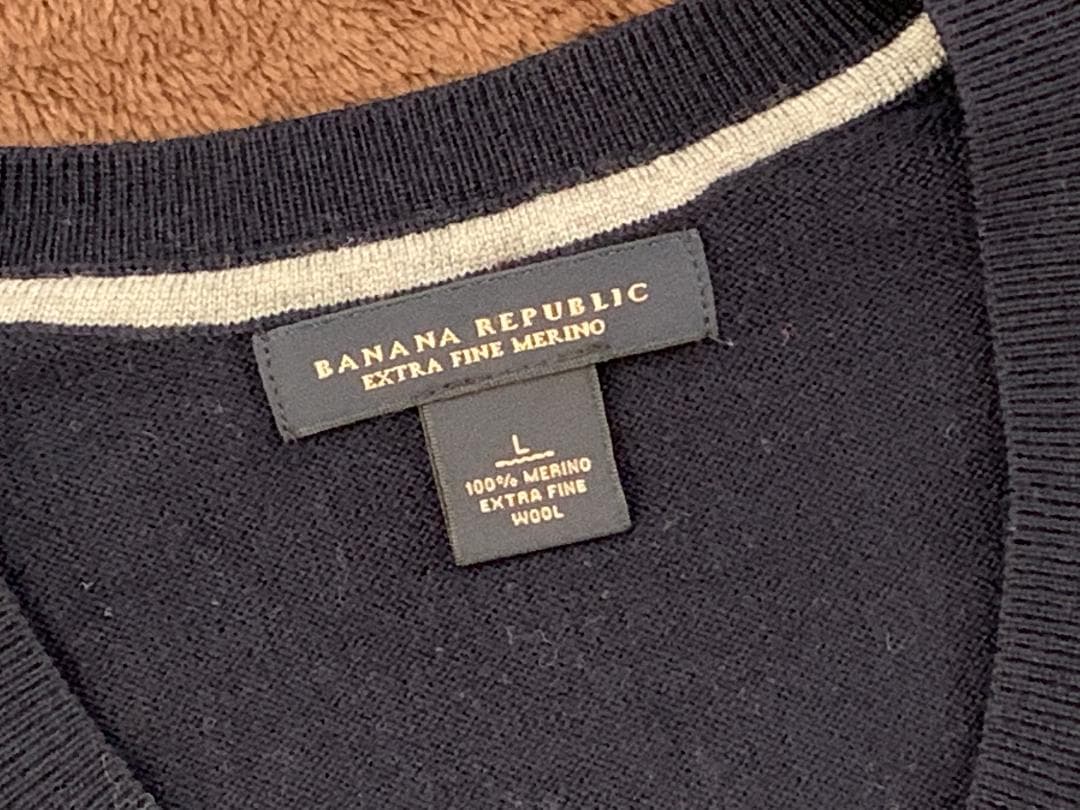 BANANA REPUBLIC
EXTRA FINE MERINO
L
100% MERINO
EXTRA FINE
WOOL